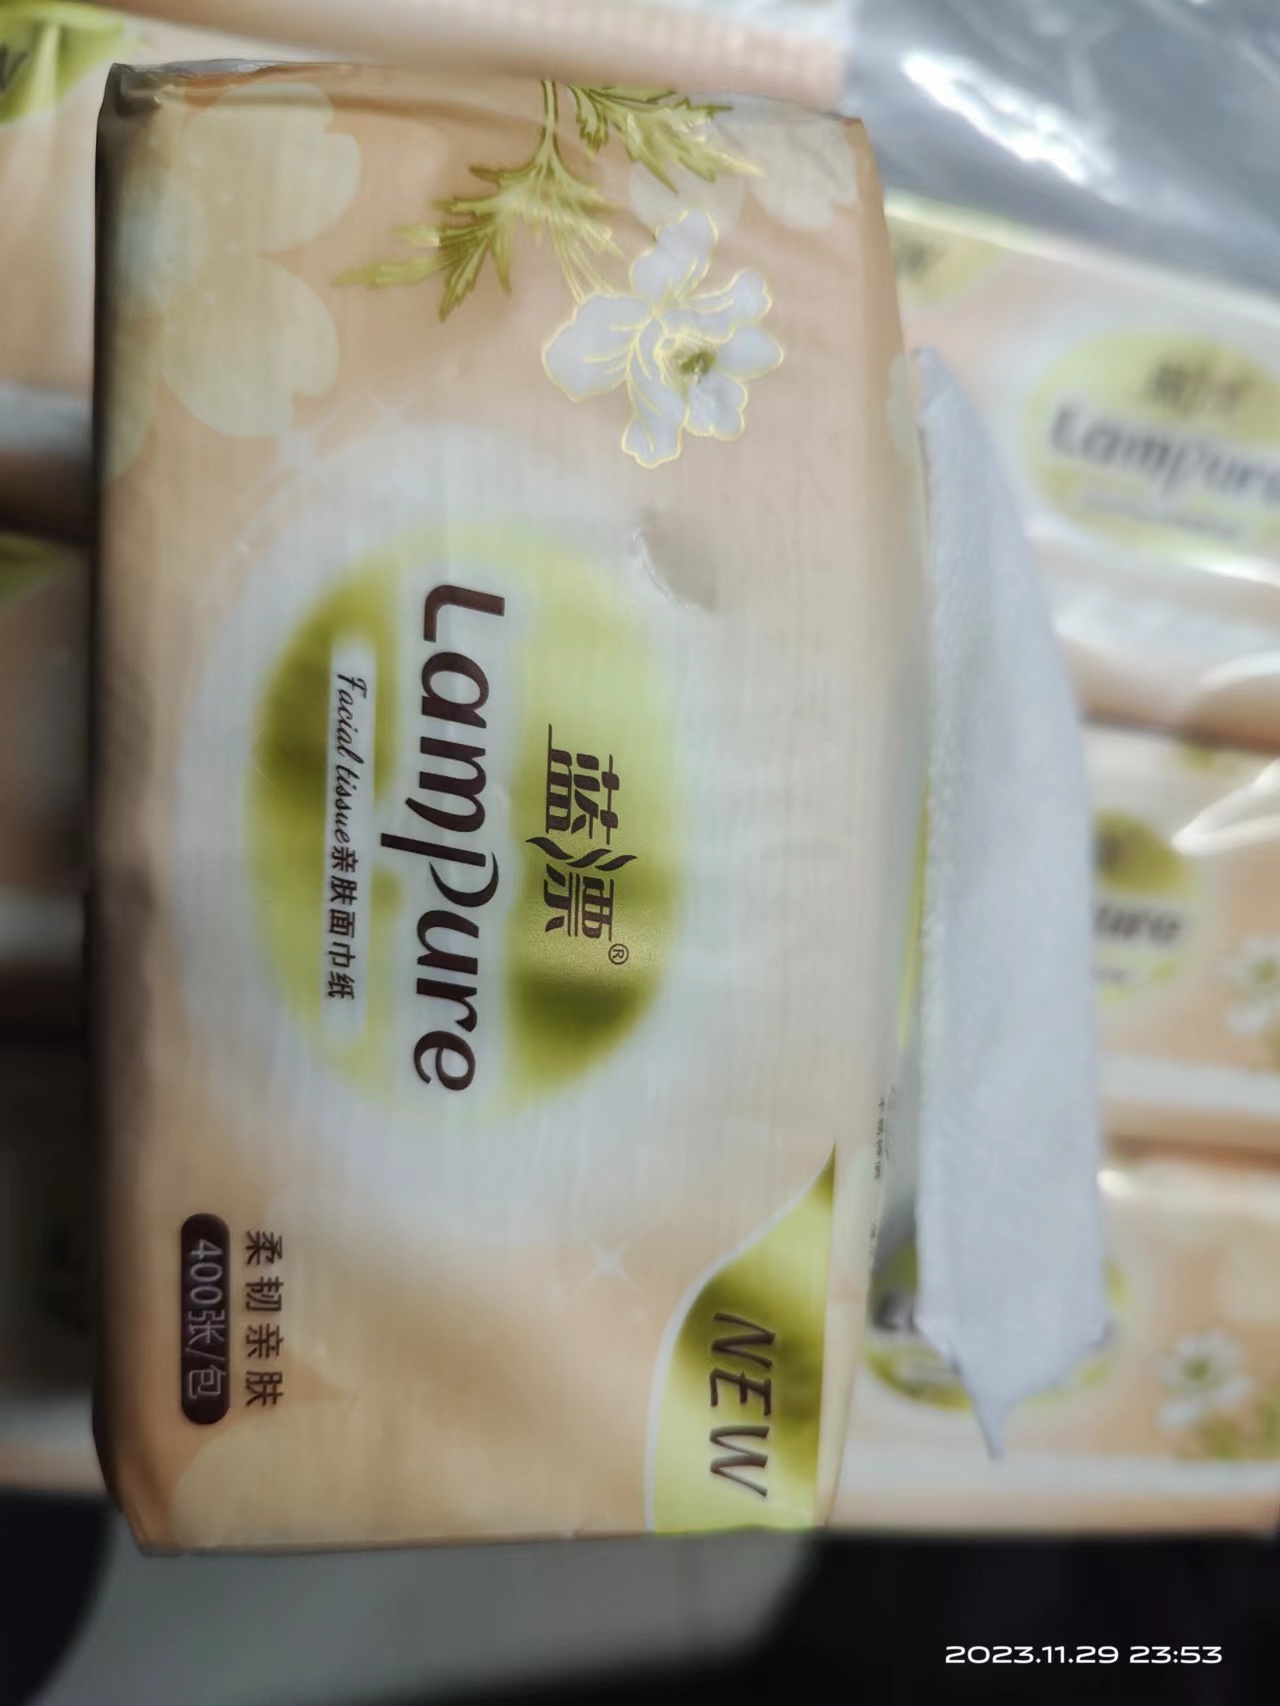 NEW
蓝漂®
Lampure
Facial tissue亲肤面巾纸
柔韧亲肤
400张/包
Lampure
2023.11.29 23:53